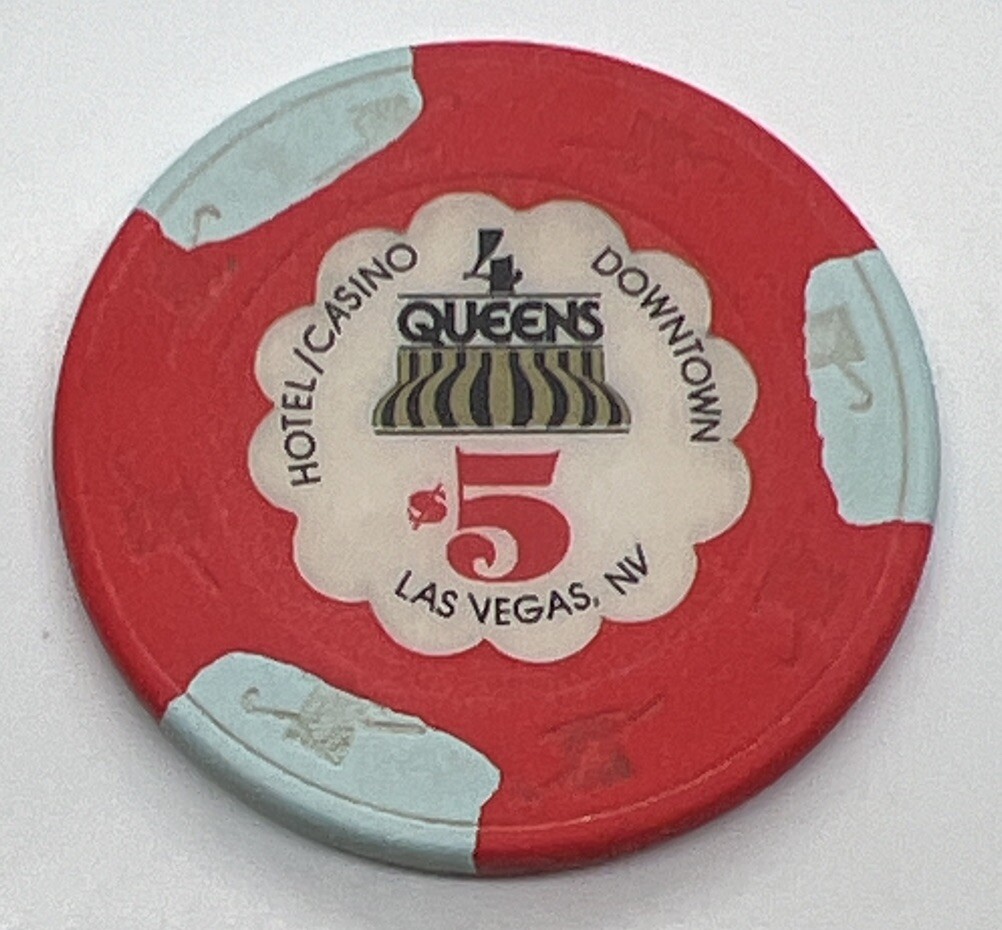 4
QUEENS
HOTEL/CASINO
DOWNTOWN
$5
LAS VEGAS, NV